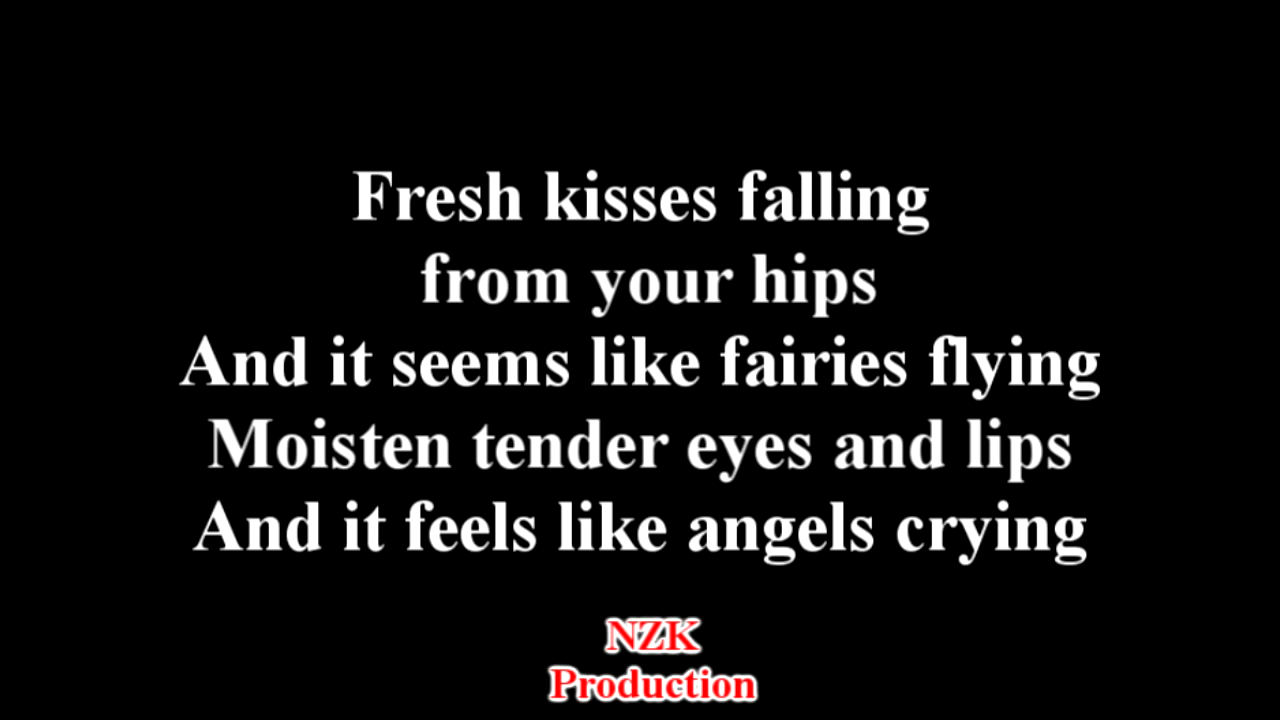 Fresh kisses falling
from your hips
And it seems like fairies flying
Moisten tender eyes and lips
And it feels like angels crying
NZK
Production